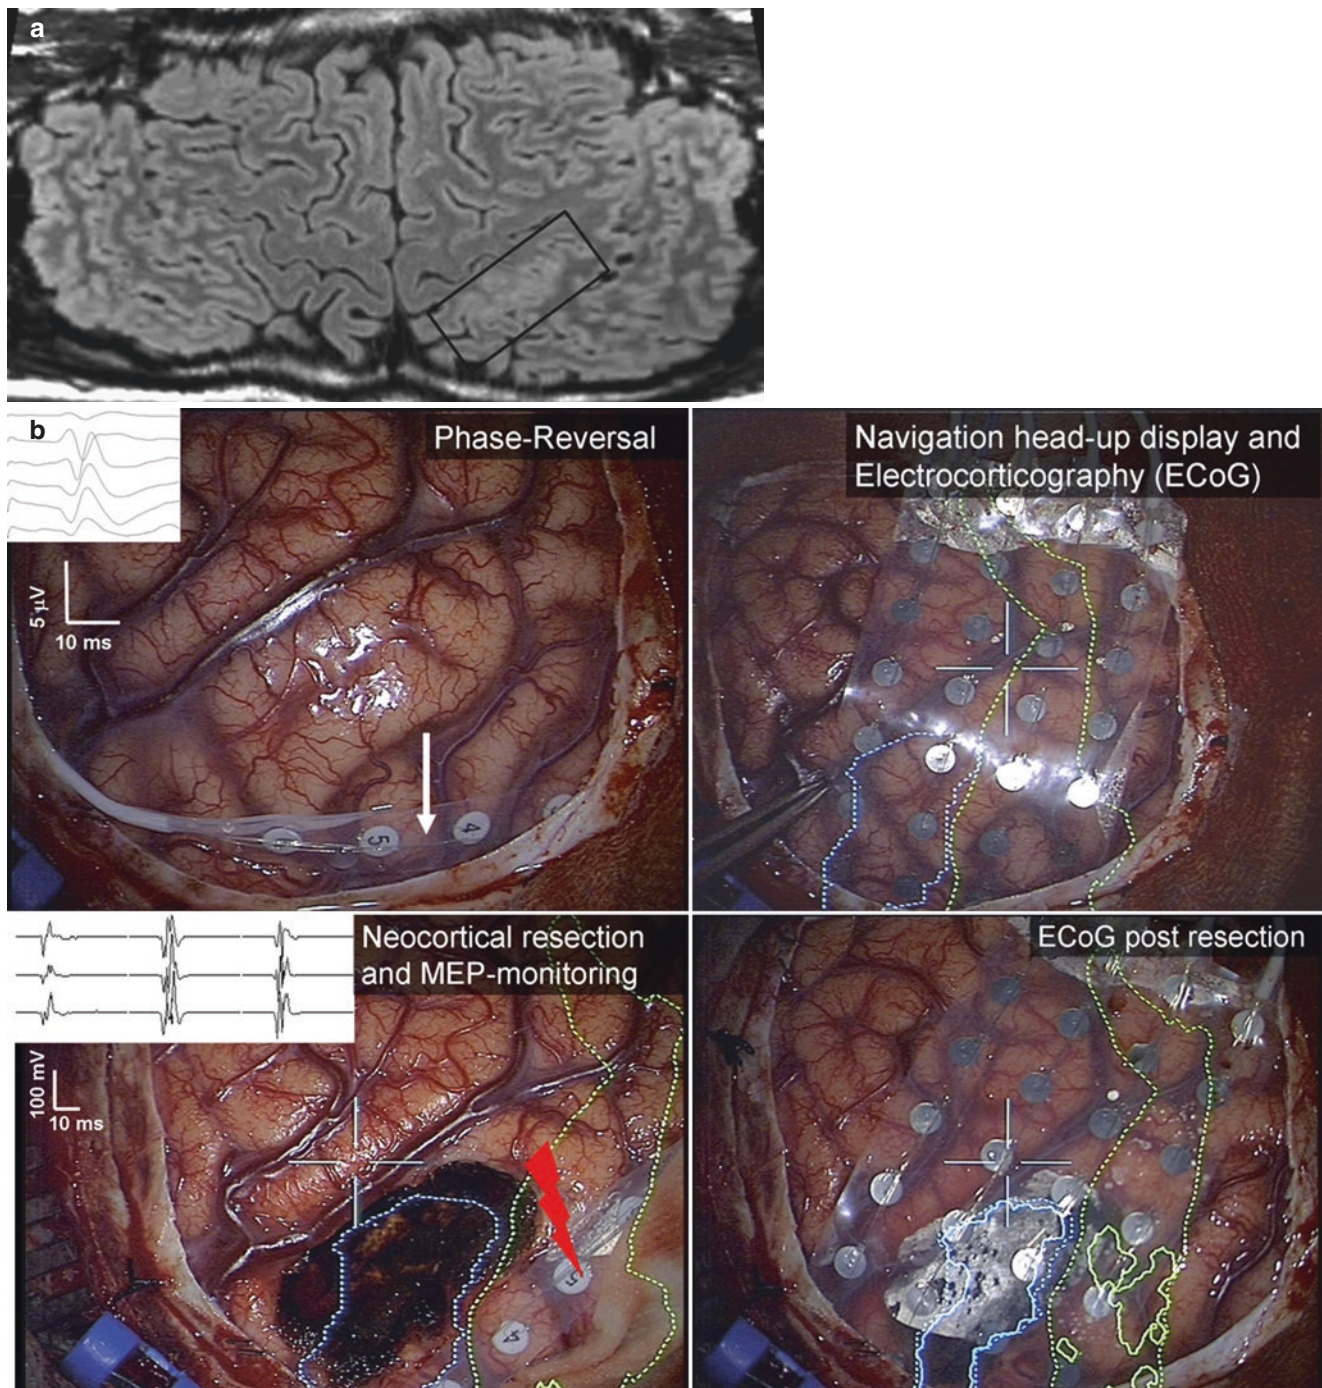 a
b
Phase-Reversal
5 µV
10 ms
5
4
Navigation head-up display and
Electrocorticography (ECoG)
Neocortical resection
and MEP-monitoring
100 mV
10 ms
5
4
ECoG post resection